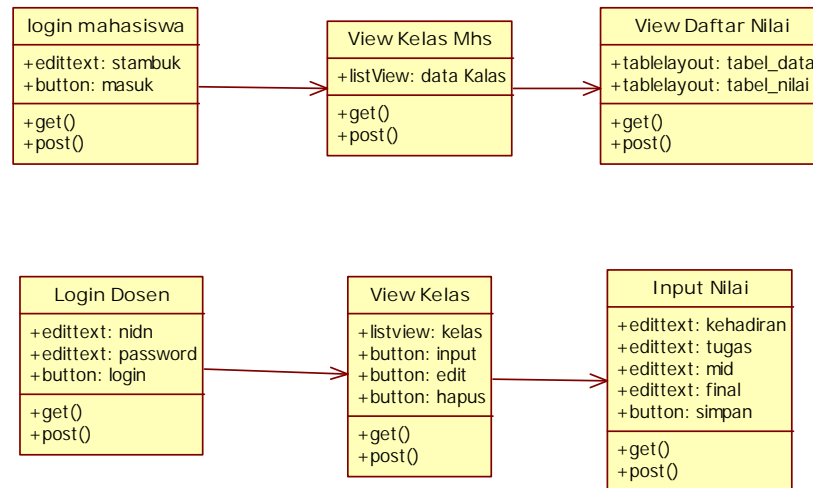 login mahasiswa
+edittext: stambuk
+button: masuk
+get()
+post()
View Kelas Mhs
+listView: data Kalas
+get()
+post()
View Daftar Nilai
+tablelayout: tabel_data
+tablelayout: tabel_nilai
+get()
+post()
Login Dosen
+edittext: nidn
+edittext: password
+button: login
+get()
+post()
View Kelas
+listview: kelas
+button: input
+button: edit
+button: hapus
+get()
+post()
Input Nilai
+edittext: kehadiran
+edittext: tugas
+edittext: mid
+edittext: final
+button: simpan
+get()
+post()